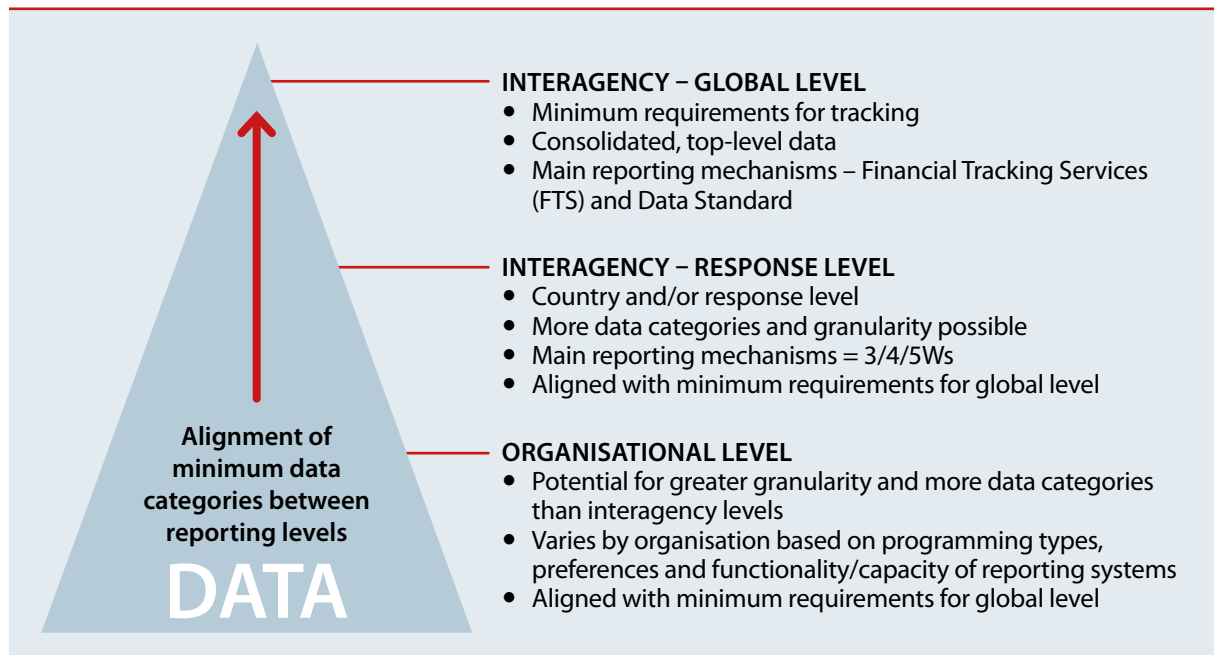 INTERAGENCY – GLOBAL LEVEL
• Minimum requirements for tracking
• Consolidated, top-level data
• Main reporting mechanisms – Financial Tracking Services
(FTS) and Data Standard
INTERAGENCY – RESPONSE LEVEL
• Country and/or response level
• More data categories and granularity possible
• Main reporting mechanisms = 3/4/5Ws
• Aligned with minimum requirements for global level
ORGANISATIONAL LEVEL
• Potential for greater granularity and more data categories
than interagency levels
• Varies by organisation based on programming types,
preferences and functionality/capacity of reporting systems
• Aligned with minimum requirements for global level
Alignment of
minimum data
categories between
reporting levels
DATA